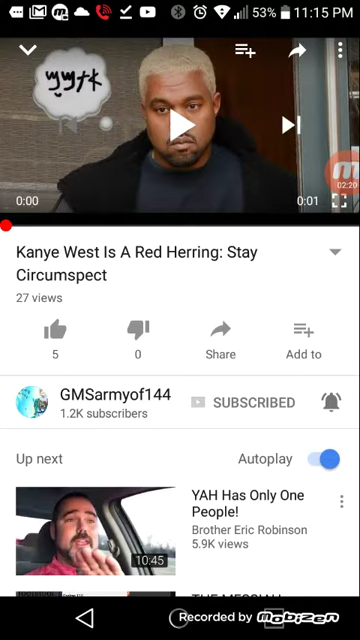 53% 11:15 PM
02:20
0:00 0:01
Kanye West Is A Red Herring: Stay
Circumspect
27 views
5 0 Share Add to
GMSarmyof144
1.2K subscribers
SUBSCRIBED
Up next Autoplay
YAH Has Only One
People!
Brother Eric Robinson
5.9K views
10:45
Recorded by Mobizen